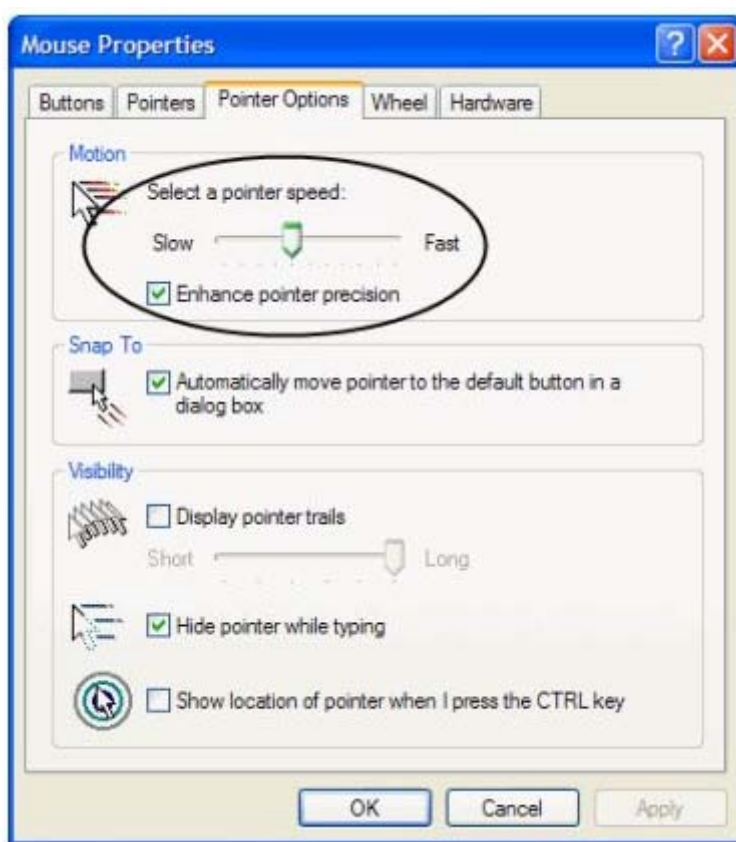 Mouse Properties
Buttons Pointers Pointer Options Wheel Hardware
Motion
Select a pointer speed:
Slow Fast
Enhance pointer precision
Snap To
Automatically move pointer to the default button in a
dialog box
Visibility
Display pointer trails
Short Long
Hide pointer while typing
Show location of pointer when I press the CTRL key
OK Cancel Apply